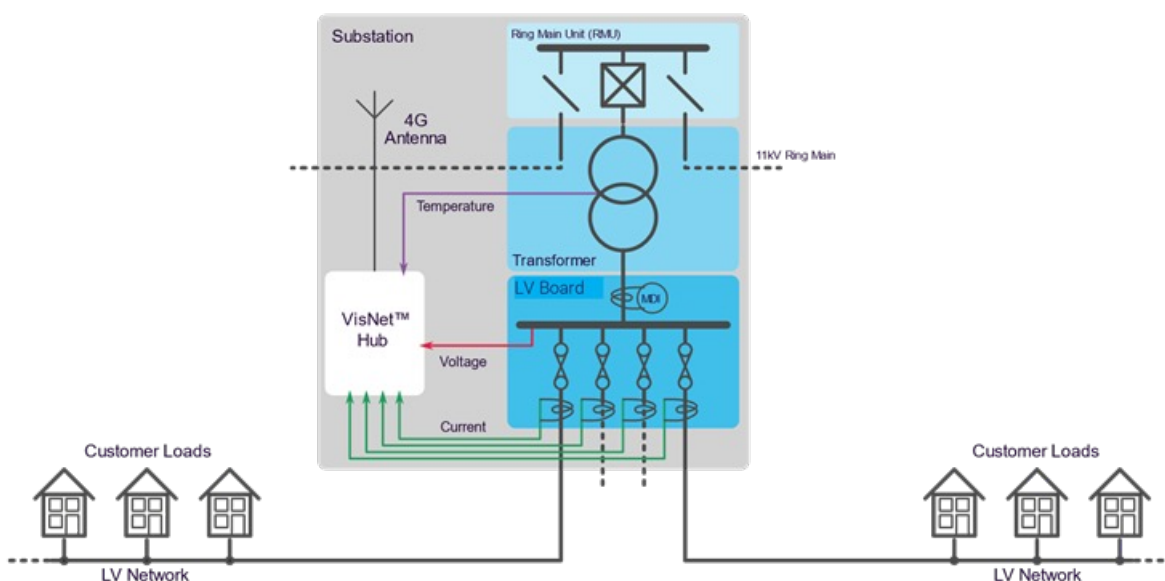 Substation
Ring Main Unit (RMU)
4G
Antenna
11kV Ring Main
Temperature
Transformer
LV Board
MDI
VisNet™
Hub
Voltage
Current
Customer Loads
Customer Loads
LV Network
LV Network